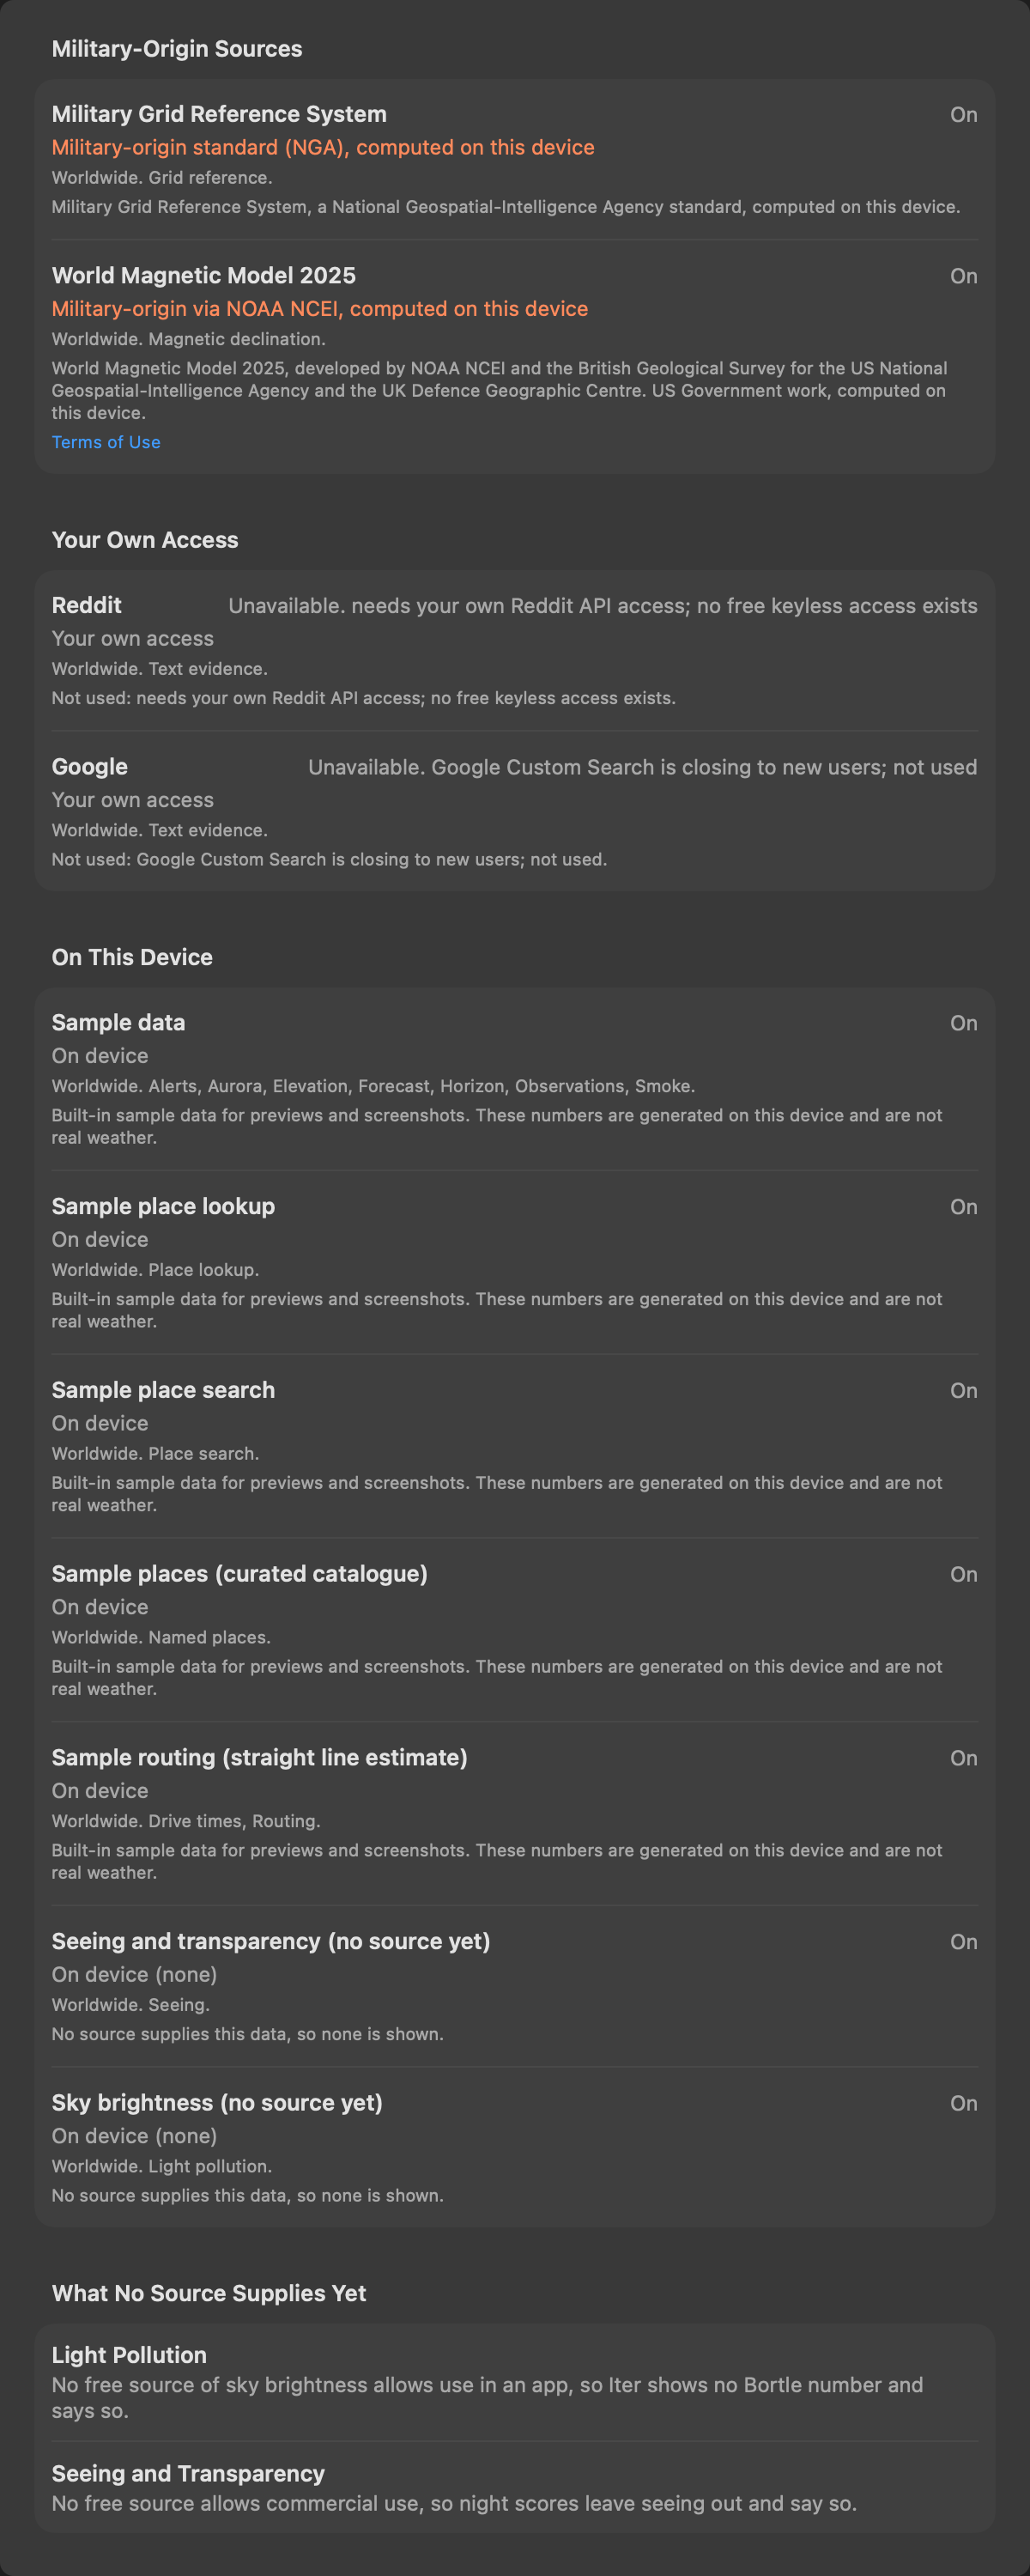 Military-Origin Sources
Military Grid Reference System On
Military-origin standard (NGA), computed on this device
Worldwide. Grid reference.
Military Grid Reference System, a National Geospatial-Intelligence Agency standard, computed on this device.
World Magnetic Model 2025 On
Military-origin via NOAA NCEI, computed on this device
Worldwide. Magnetic declination.
World Magnetic Model 2025, developed by NOAA NCEI and the British Geological Survey for the US National
Geospatial-Intelligence Agency and the UK Defence Geographic Centre. US Government work, computed on
this device.
Terms of Use
Your Own Access
Reddit Unavailable. needs your own Reddit API access; no free keyless access exists
Your own access
Worldwide. Text evidence.
Not used: needs your own Reddit API access; no free keyless access exists.
Google Unavailable. Google Custom Search is closing to new users; not used
Your own access
Worldwide. Text evidence.
Not used: Google Custom Search is closing to new users; not used.
On This Device
Sample data On
On device
Worldwide. Alerts, Aurora, Elevation, Forecast, Horizon, Observations, Smoke.
Built-in sample data for previews and screenshots. These numbers are generated on this device and are not
real weather.
Sample place lookup On
On device
Worldwide. Place lookup.
Built-in sample data for previews and screenshots. These numbers are generated on this device and are not
real weather.
Sample place search On
On device
Worldwide. Place search.
Built-in sample data for previews and screenshots. These numbers are generated on this device and are not
real weather.
Sample places (curated catalogue) On
On device
Worldwide. Named places.
Built-in sample data for previews and screenshots. These numbers are generated on this device and are not
real weather.
Sample routing (straight line estimate) On
On device
Worldwide. Drive times, Routing.
Built-in sample data for previews and screenshots. These numbers are generated on this device and are not
real weather.
Seeing and transparency (no source yet) On
On device (none)
Worldwide. Seeing.
No source supplies this data, so none is shown.
Sky brightness (no source yet) On
On device (none)
Worldwide. Light pollution.
No source supplies this data, so none is shown.
What No Source Supplies Yet
Light Pollution
No free source of sky brightness allows use in an app, so Iter shows no Bortle number and
says so.
Seeing and Transparency
No free source allows commercial use, so night scores leave seeing out and say so.